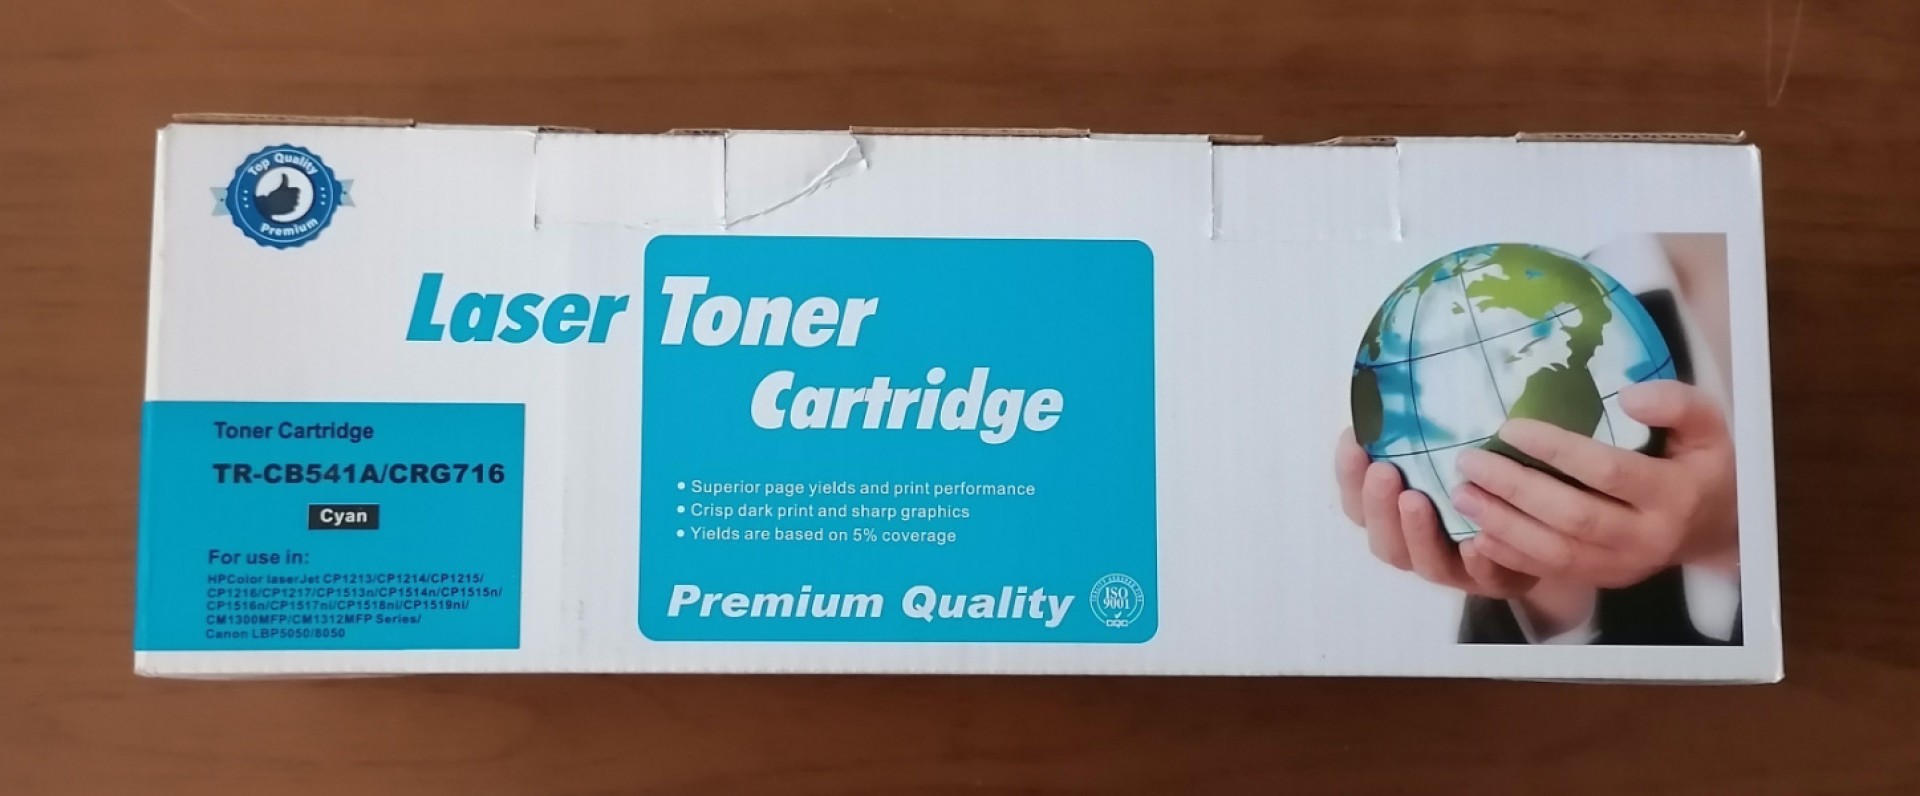 Top Quality
Premium
Laser Toner
Cartridge
Toner Cartridge
TR-CB541A/CRG716
Cyan
For use in:
HPColor laserJet CP1213/CP1214/CP1215/
CP1216/CP1217/CP1513n/CP1514n/CP1515n/
CP1516n/CP1517ni/CP1518ni/CP1519ni/
CM1300MFP/CM1312MFP Series/
Canon LBP5050/8050
• Superior page yields and print performance
• Crisp dark print and sharp graphics
• Yields are based on 5% coverage
Premium Quality
ISO
9001
CQC